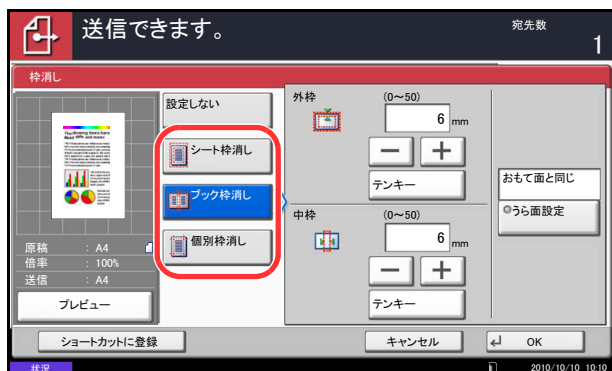 送信できます。
宛先数
1
枠消し
設定しない
シート枠消し
ブック枠消し
個別枠消し
外枠
(0～50)
6 mm
テンキー
中枠
(0～50)
6 mm
テンキー
おもて面と同じ
うら面設定
原稿 : A4
倍率 : 100%
送信 : A4
プレビュー
ショートカットに登録
キャンセル
OK
状況
2010/10/10 10:10